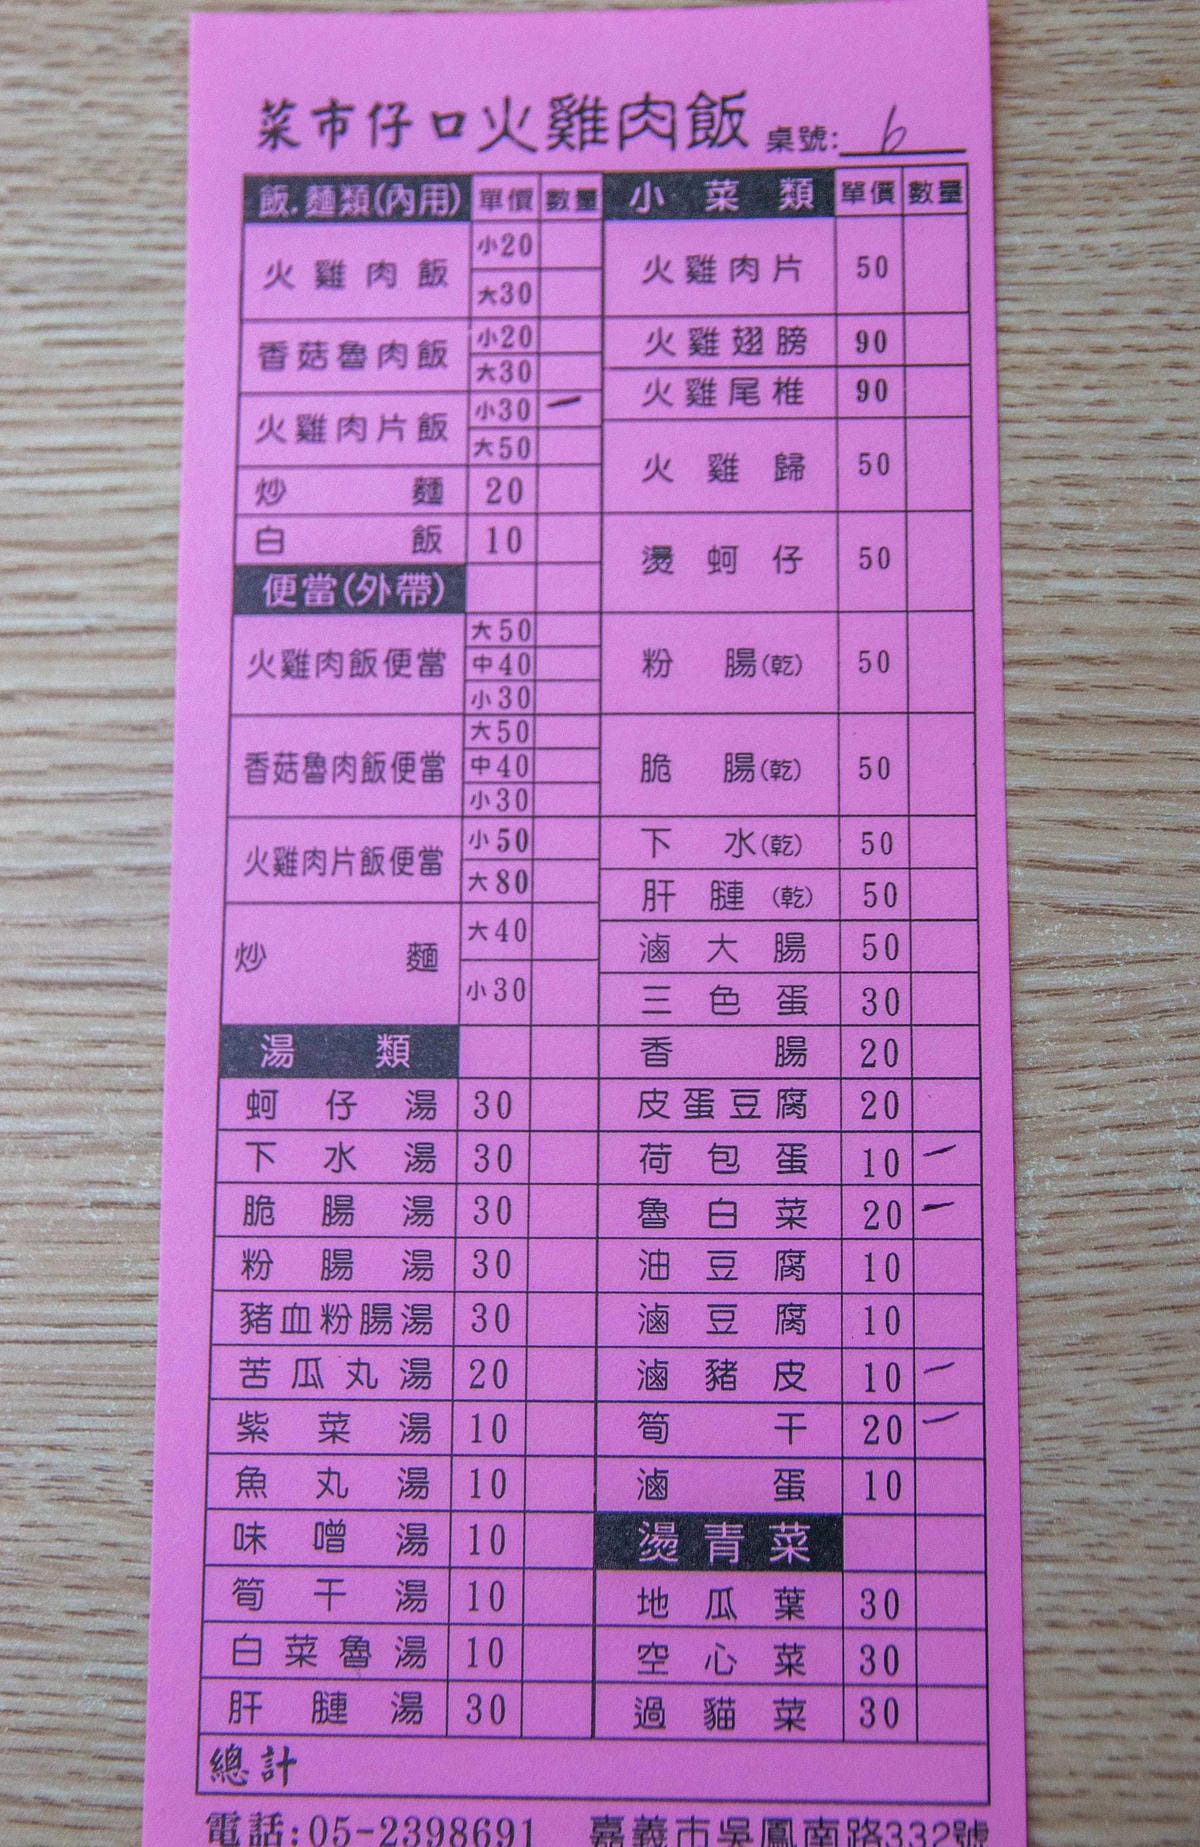 菜市仔口火雞肉飯 桌號: 6
飯.麵類(內用) 單價 數量
火雞肉飯 小20
大30
香菇魯肉飯 小20
大30
火雞肉片飯 小30 一
大50
炒麵 20
白飯 10
便當(外帶)
火雞肉飯便當 大50
中40
小30
香菇魯肉飯便當 大50
中40
小30
火雞肉片飯便當 小50
大80
炒麵 大40
小30
湯類
蚵仔湯 30
下水湯 30
脆腸湯 30
粉腸湯 30
豬血粉腸湯 30
苦瓜丸湯 20
紫菜湯 10
魚丸湯 10
味噌湯 10
筍干湯 10
白菜魯湯 10
肝腱湯 30
小菜類 單價 數量
火雞肉片 50
火雞翅膀 90
火雞尾椎 90
火雞歸 50
燙蚵仔 50
粉腸(乾) 50
脆腸(乾) 50
下水(乾) 50
肝腱(乾) 50
滷大腸 50
三色蛋 30
香腸 20
皮蛋豆腐 20
荷包蛋 10 一
魯白菜 20 一
油豆腐 10
滷豆腐 10
滷豬皮 10 一
筍干 20 一
滷蛋 10
燙青菜
地瓜葉 30
空心菜 30
過貓菜 30
總計
電話:05-2398691 嘉義市吳鳳南路332號